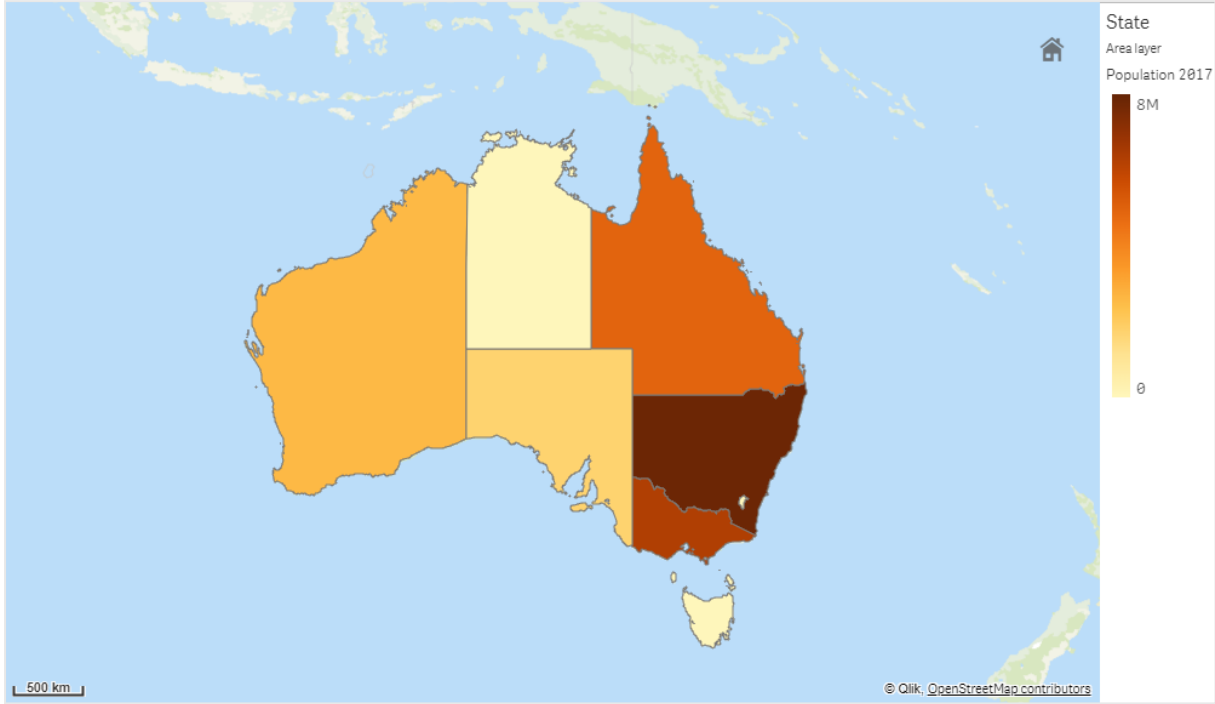 State
Area layer
Population 2017
8M
0
500 km
© Qlik, OpenStreetMap contributors